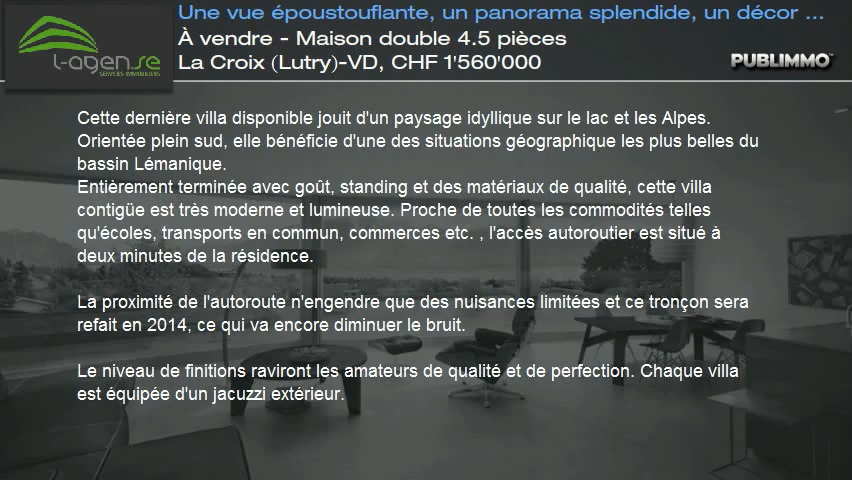 Une vue époustouflante, un panorama splendide, un décor ...
l-agen.se
SERVICES IMMOBILIERS
À vendre - Maison double 4.5 pièces
La Croix (Lutry)-VD, CHF 1'560'000
PUBLIMMO
Cette dernière villa disponible jouit d'un paysage idyllique sur le lac et les Alpes.
Orientée plein sud, elle bénéficie d'une des situations géographique les plus belles du
bassin Lémanique.
Entièrement terminée avec goût, standing et des matériaux de qualité, cette villa
contigüe est très moderne et lumineuse. Proche de toutes les commodités telles
qu'écoles, transports en commun, commerces etc. , l'accès autoroutier est situé à
deux minutes de la résidence.
La proximité de l'autoroute n'engendre que des nuisances limitées et ce tronçon sera
refait en 2014, ce qui va encore diminuer le bruit.
Le niveau de finitions raviront les amateurs de qualité et de perfection. Chaque villa
est équipée d'un jacuzzi extérieur.